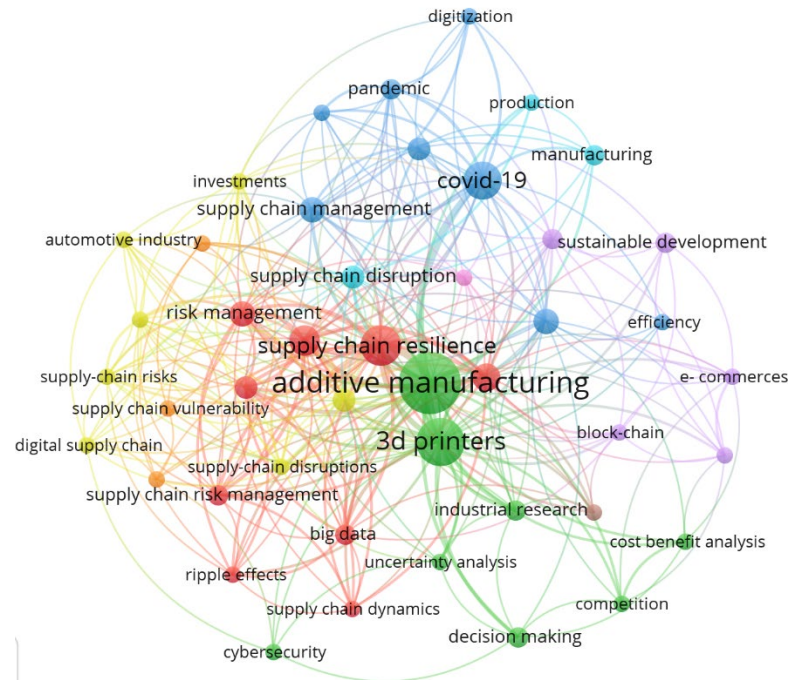 digitization
pandemic
production
manufacturing
covid-19
investments
supply chain management
automotive industry
sustainable development
supply chain disruption
risk management
efficiency
supply chain resilience
supply-chain risks
additive manufacturing
e- commerces
supply chain vulnerability
3d printers
block-chain
digital supply chain
supply-chain disruptions
supply chain risk management
industrial research
big data
cost benefit analysis
uncertainty analysis
ripple effects
supply chain dynamics
competition
decision making
cybersecurity